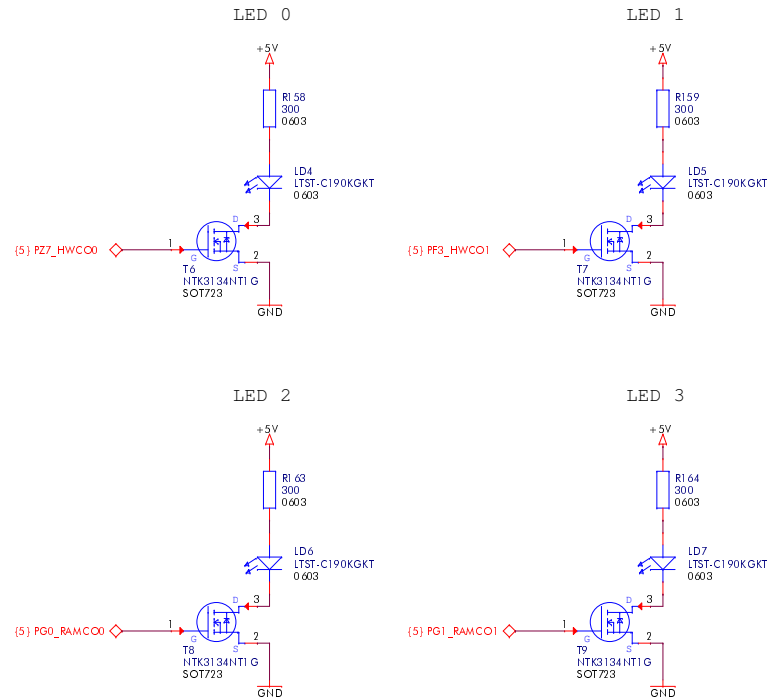 LED 0
+5V
R158
300
0603
LD4
LTST-C190KGKT
0603
D
3
{5} PZ7_HWCO0
1
G
S
2
T6
NTK3134NT1G
SOT723
GND
LED 1
+5V
R159
300
0603
LD5
LTST-C190KGKT
0603
D
3
{5} PF3_HWCO1
1
G
S
2
T7
NTK3134NT1G
SOT723
GND
LED 2
+5V
R163
300
0603
LD6
LTST-C190KGKT
0603
D
3
{5} PG0_RAMCO0
1
G
S
2
T8
NTK3134NT1G
SOT723
GND
LED 3
+5V
R164
300
0603
LD7
LTST-C190KGKT
0603
D
3
{5} PG1_RAMCO1
1
G
S
2
T9
NTK3134NT1G
SOT723
GND